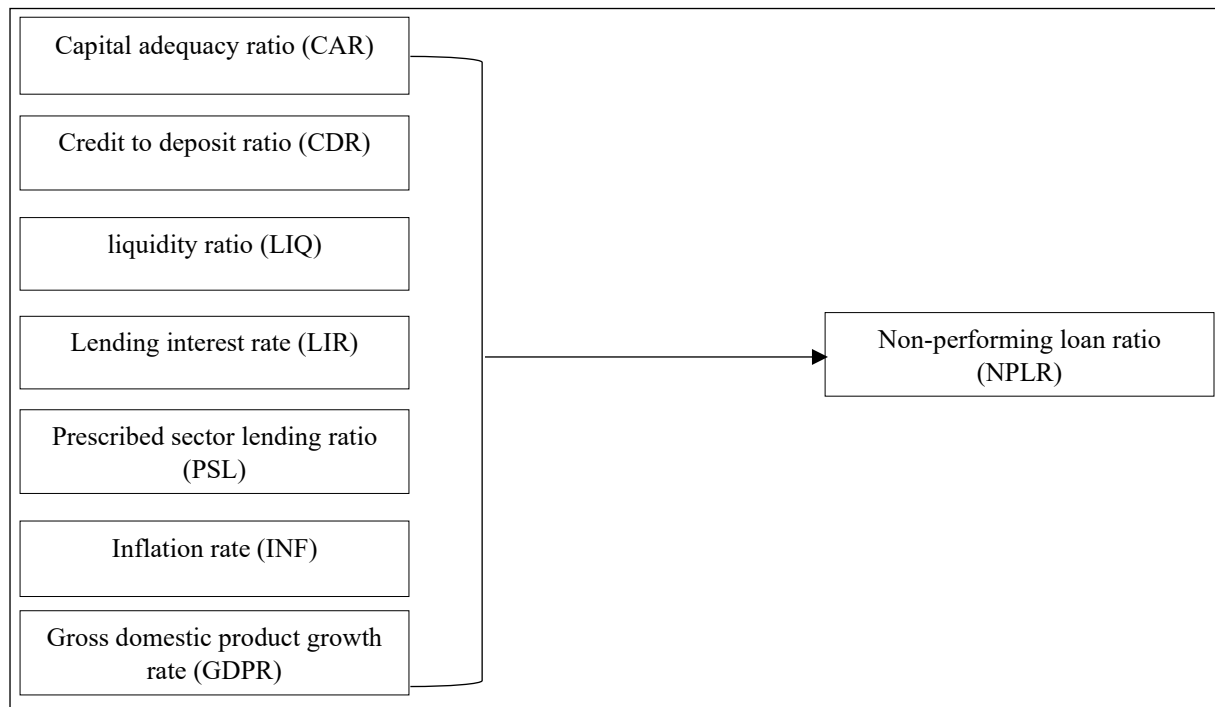 Capital adequacy ratio (CAR)
Credit to deposit ratio (CDR)
liquidity ratio (LIQ)
Lending interest rate (LIR)
Prescribed sector lending ratio
(PSL)
Inflation rate (INF)
Gross domestic product growth
rate (GDPR)
Non-performing loan ratio
(NPLR)